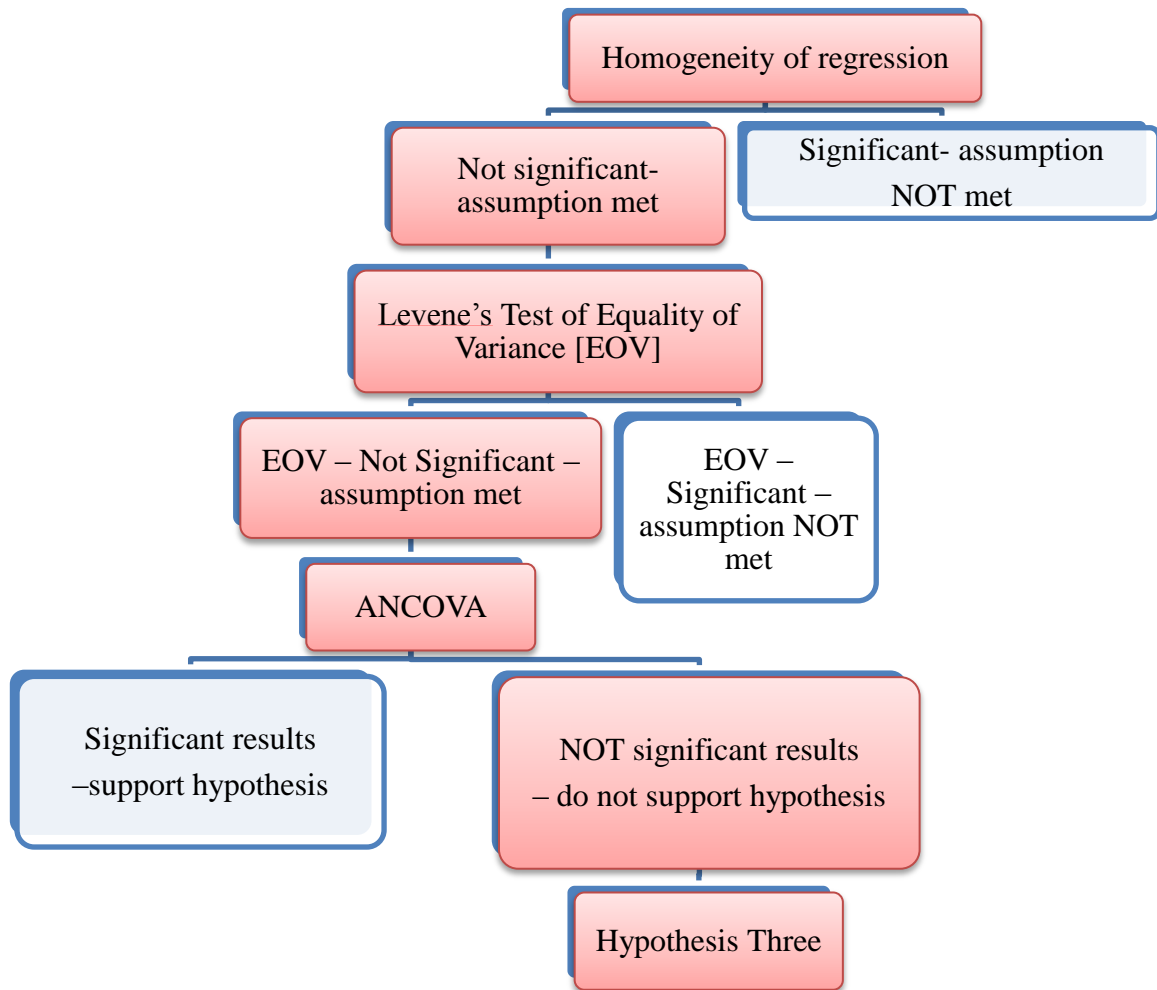 Homogeneity of regression
Not significant-
assumption met
Significant- assumption
NOT met
Levene’s Test of Equality of
Variance [EOV]
EOV – Not Significant –
assumption met
EOV –
Significant –
assumption NOT
met
ANCOVA
Significant results
–support hypothesis
NOT significant results
– do not support hypothesis
Hypothesis Three